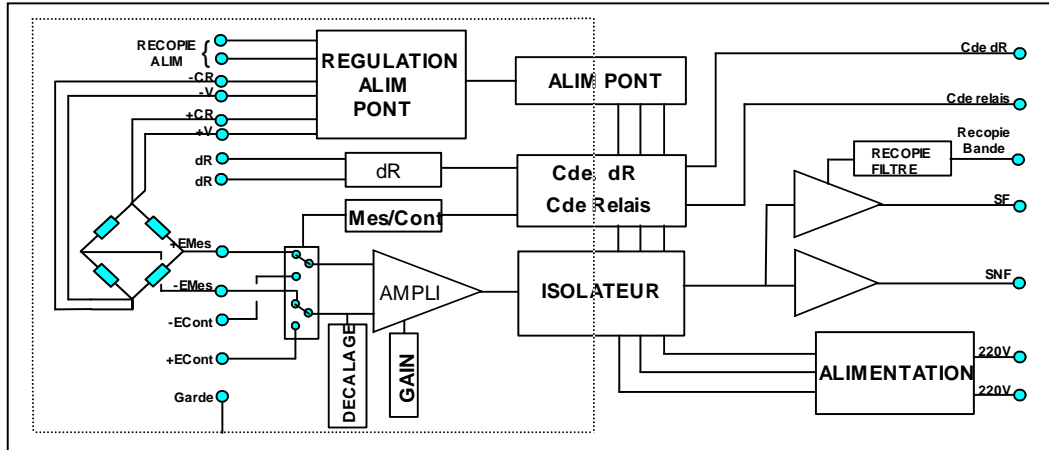 RECOPIE
ALIM
-CR
-V
+CR
+V
REGULATION
ALIM
PONT
ALIM PONT
Cde dR
Cde relais
Recopie
Bande
dR
dR
dR
Cde dR
Cde Relais
RECOPIE
FILTRE
Mes/Cont
SF
+EMes
-EMes
-ECont
+ECont
Garde
AMPLI
DECALAGE
GAIN
ISOLATEUR
SNF
ALIMENTATION
220V
220V